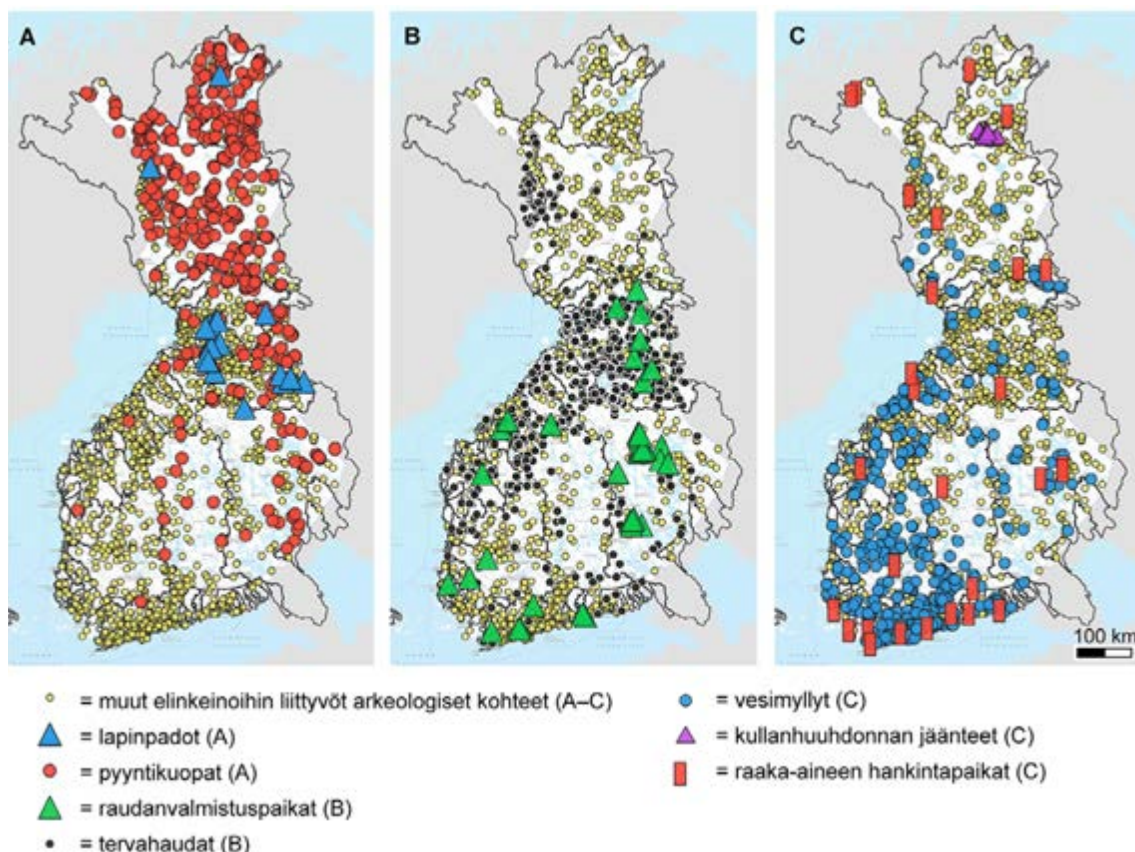 A
B
C
100 km
= muut elinkeinoihin liittyvöt arkeologiset kohteet (A–C)
= lapinpadot (A)
= pyyntikuopat (A)
= raudanvalmistuspaikat (B)
= tervahaudat (B)
= vesimyllyt (C)
= kullanhuuhdonnan jäänteet (C)
= raaka-aineen hankintapaikat (C)